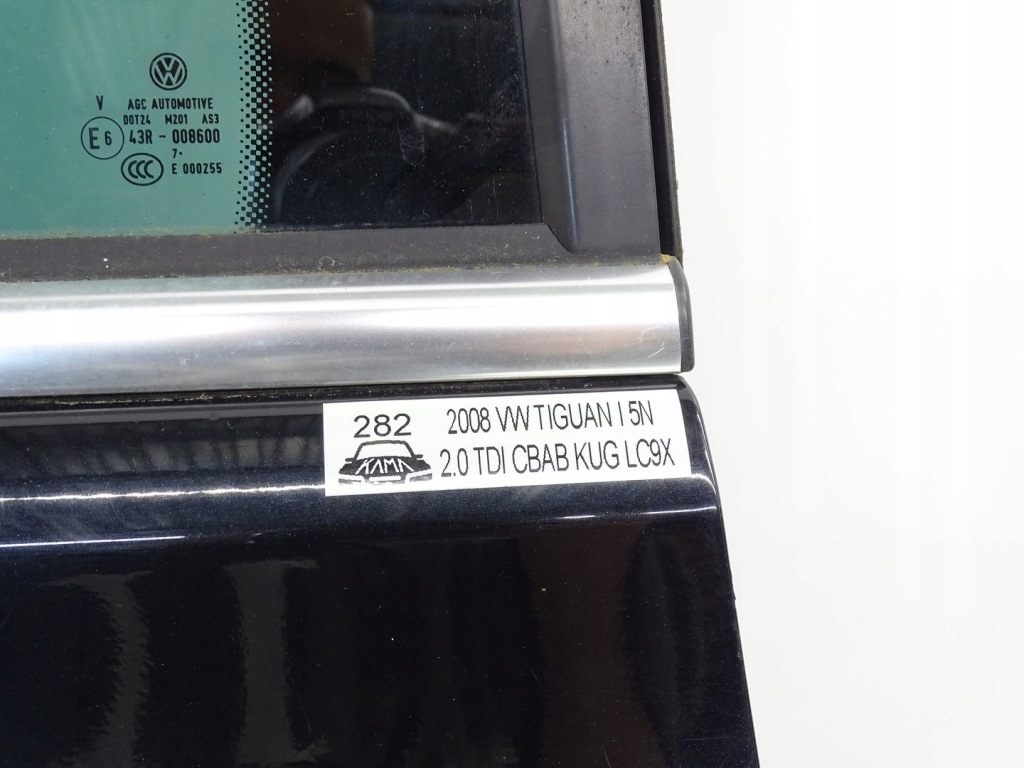 V AGC AUTOMOTIVE
DOT24 M201 AS3
E6 43R - 008600
7·
CCC E 000255
282 2008 VW TIGUAN I 5N
KAMA 2.0 TDI CBAB KUG LC9X